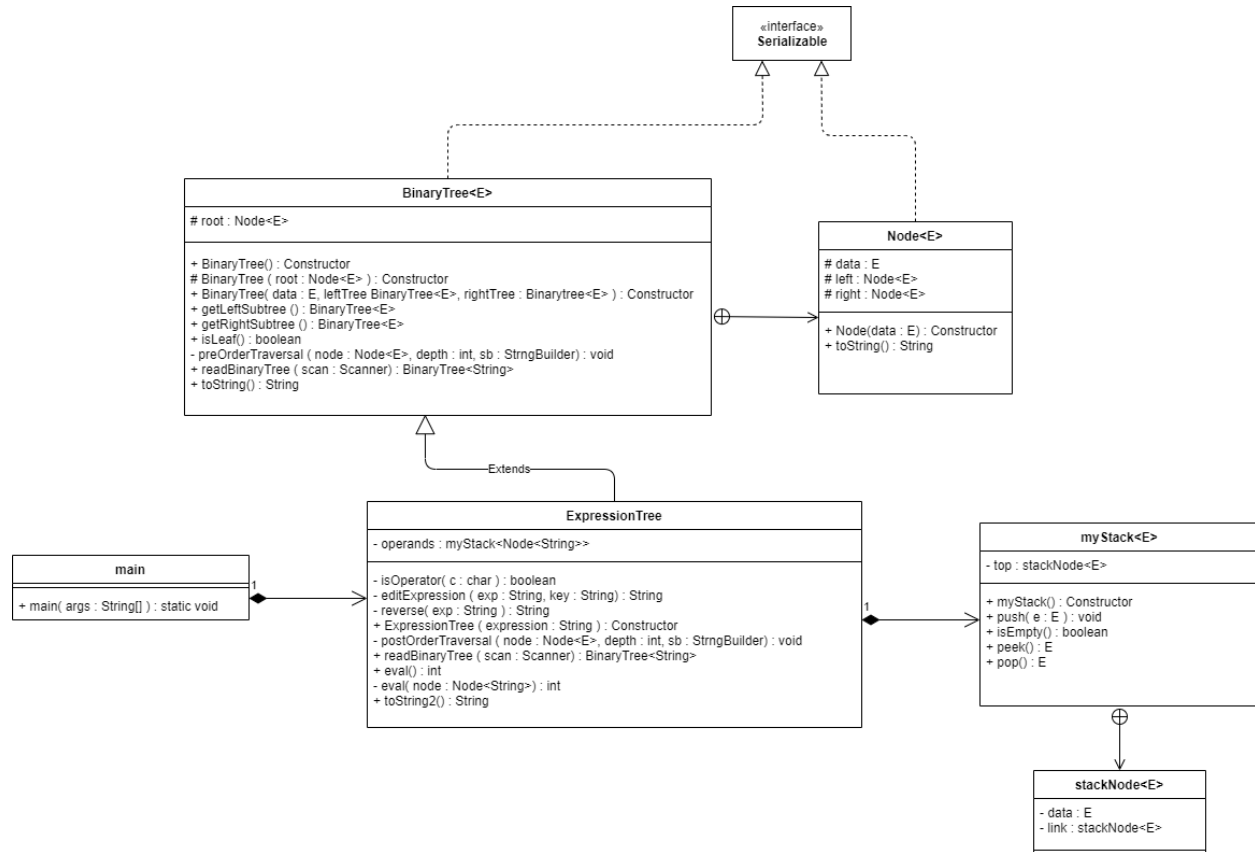 «interface»
Serializable
BinaryTree<E>
# root : Node<E>
+ BinaryTree() : Constructor
# BinaryTree ( root : Node<E> ) : Constructor
+ BinaryTree( data : E, leftTree BinaryTree<E>, rightTree : Binarytree<E> ) : Constructor
+ getLeftSubtree () : BinaryTree<E>
+ getRightSubtree () : BinaryTree<E>
+ isLeaf() : boolean
- preOrderTraversal ( node : Node<E>, depth : int, sb : StrngBuilder) : void
+ readBinaryTree ( scan : Scanner) : BinaryTree<String>
+ toString() : String
Node<E>
# data : E
# left : Node<E>
# right : Node<E>
+ Node(data : E) : Constructor
+ toString() : String
Extends
ExpressionTree
- operands : myStack<Node<String>>
- isOperator( c : char ) : boolean
- editExpression ( exp : String, key : String) : String
- reverse( exp : String ) : String
+ ExpressionTree ( expression : String ) : Constructor
- postOrderTraversal ( node : Node<E>, depth : int, sb : StrngBuilder) : void
+ readBinaryTree ( scan : Scanner) : BinaryTree<String>
+ eval() : int
- eval( node : Node<String>) : int
+ toString2() : String
main
+ main( args : String[] ) : static void
1
1
myStack<E>
- top : stackNode<E>
+ myStack() : Constructor
+ push( e : E ) : void
+ isEmpty() : boolean
+ peek() : E
+ pop() : E
stackNode<E>
- data : E
- link : stackNode<E>